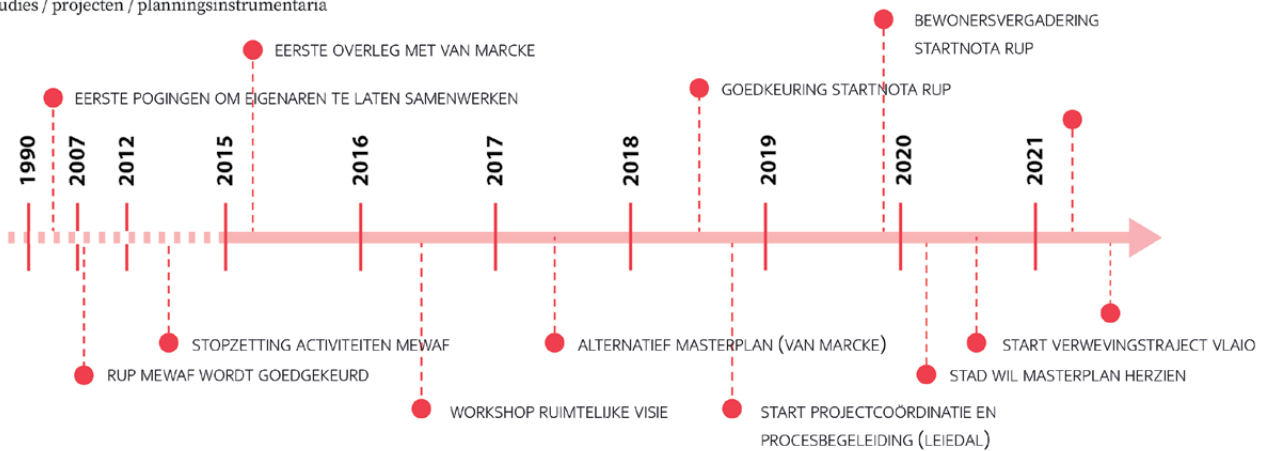 studies / projecten / planningsinstrumentaria
BEWONERSVERGADERING
STARTNOTA RUP
EERSTE OVERLEG MET VAN MARCKE
GOEDKEURING STARTNOTA RUP
EERSTE POGINGEN OM EIGENAREN TE LATEN SAMENWERKEN
1990
2007
2012
2015
2016
2017
2018
2019
2020
2021
STOPZETTING ACTIVITEITEN MEWAF
ALTERNATIEF MASTERPLAN (VAN MARCKE)
START VERWEVINGSTRAJECT VLAIO
RUP MEWAF WORDT GOEDGEKEURD
STAD WIL MASTERPLAN HERZIEN
WORKSHOP RUIMTELIJKE VISIE
START PROJECTCOÖRDINATIE EN
PROCESBEGELEIDING (LEIEDAL)